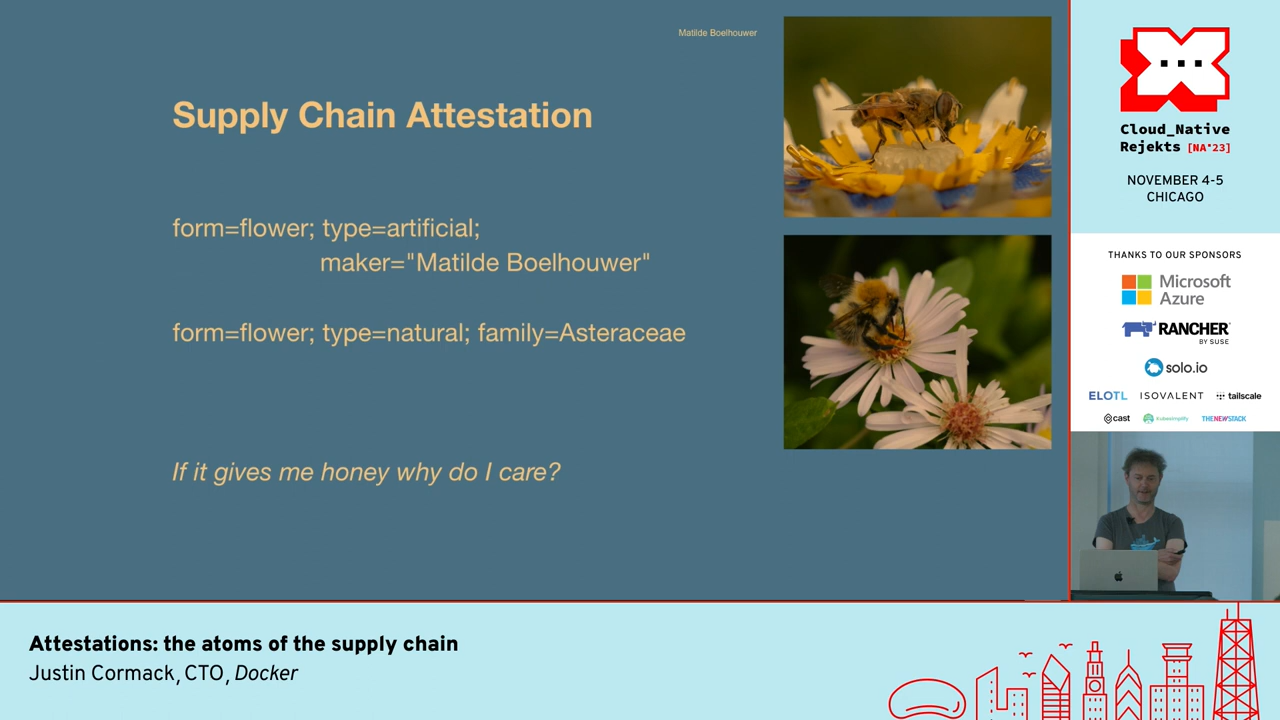 Matilde Boelhouwer
Supply Chain Attestation
form=flower; type=artificial;
maker="Matilde Boelhouwer"
form=flower; type=natural; family=Asteraceae
If it gives me honey why do I care?
Cloud_Native
Rejekts [NA'23]
NOVEMBER 4-5
CHICAGO
THANKS TO OUR SPONSORS
Microsoft
Azure
RANCHER
BY SUSE
solo.io
ELOTL ISOVALENT tailscale
cast kubesimplify THENEWSTACK
Attestations: the atoms of the supply chain
Justin Cormack, CTO, Docker